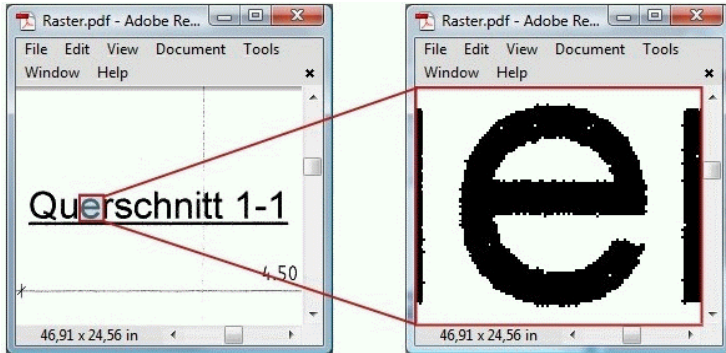 Raster.pdf - Adobe Re...
File Edit View Document Tools
Window Help
Querschnitt 1-1
4.50
46,91 x 24,56 in
Raster.pdf - Adobe Re...
File Edit View Document Tools
Window Help
e
46,91 x 24,56 in